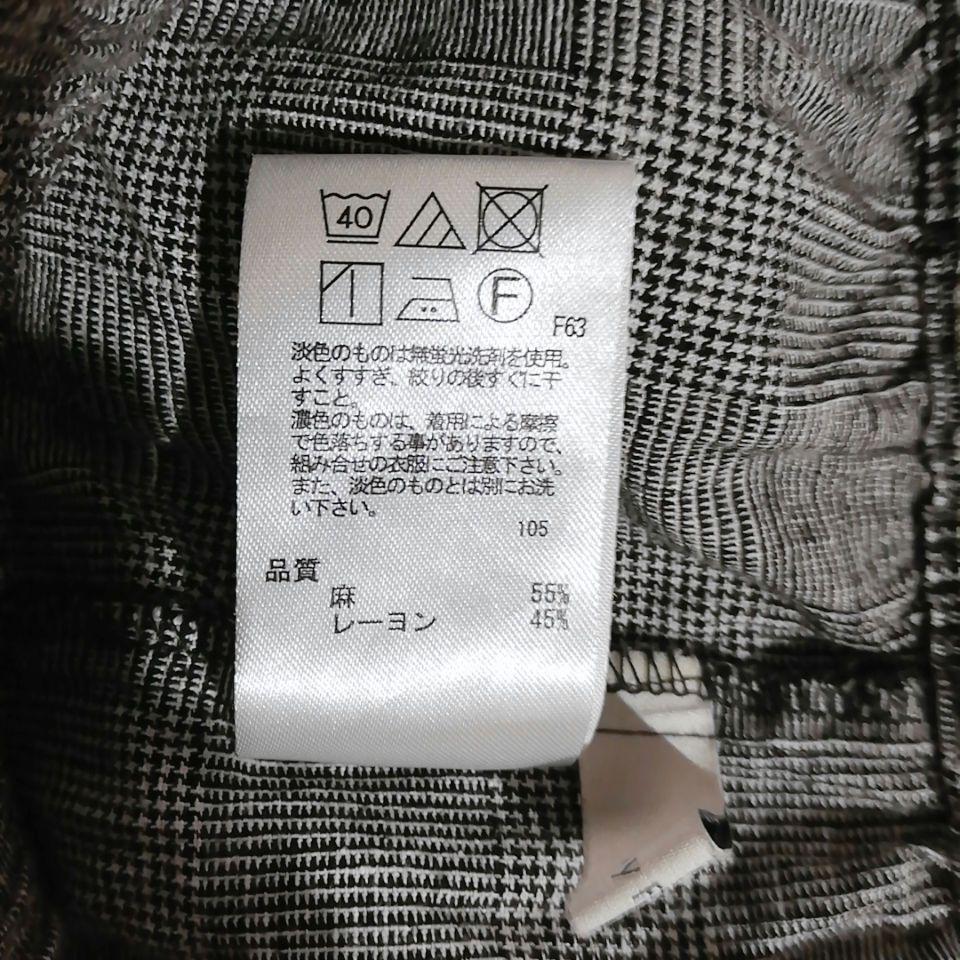 40
F
F63
淡色のものは無蛍光洗剤を使用。
よくすすぎ、絞りの後すぐに干
すこと。
濃色のものは、着用による摩擦
で色落ちする事がありますので、
組み合せの衣服にご注意下さい。
また、淡色のものとは別にお洗
い下さい。
105
品質
麻 55%
レーヨン 45%